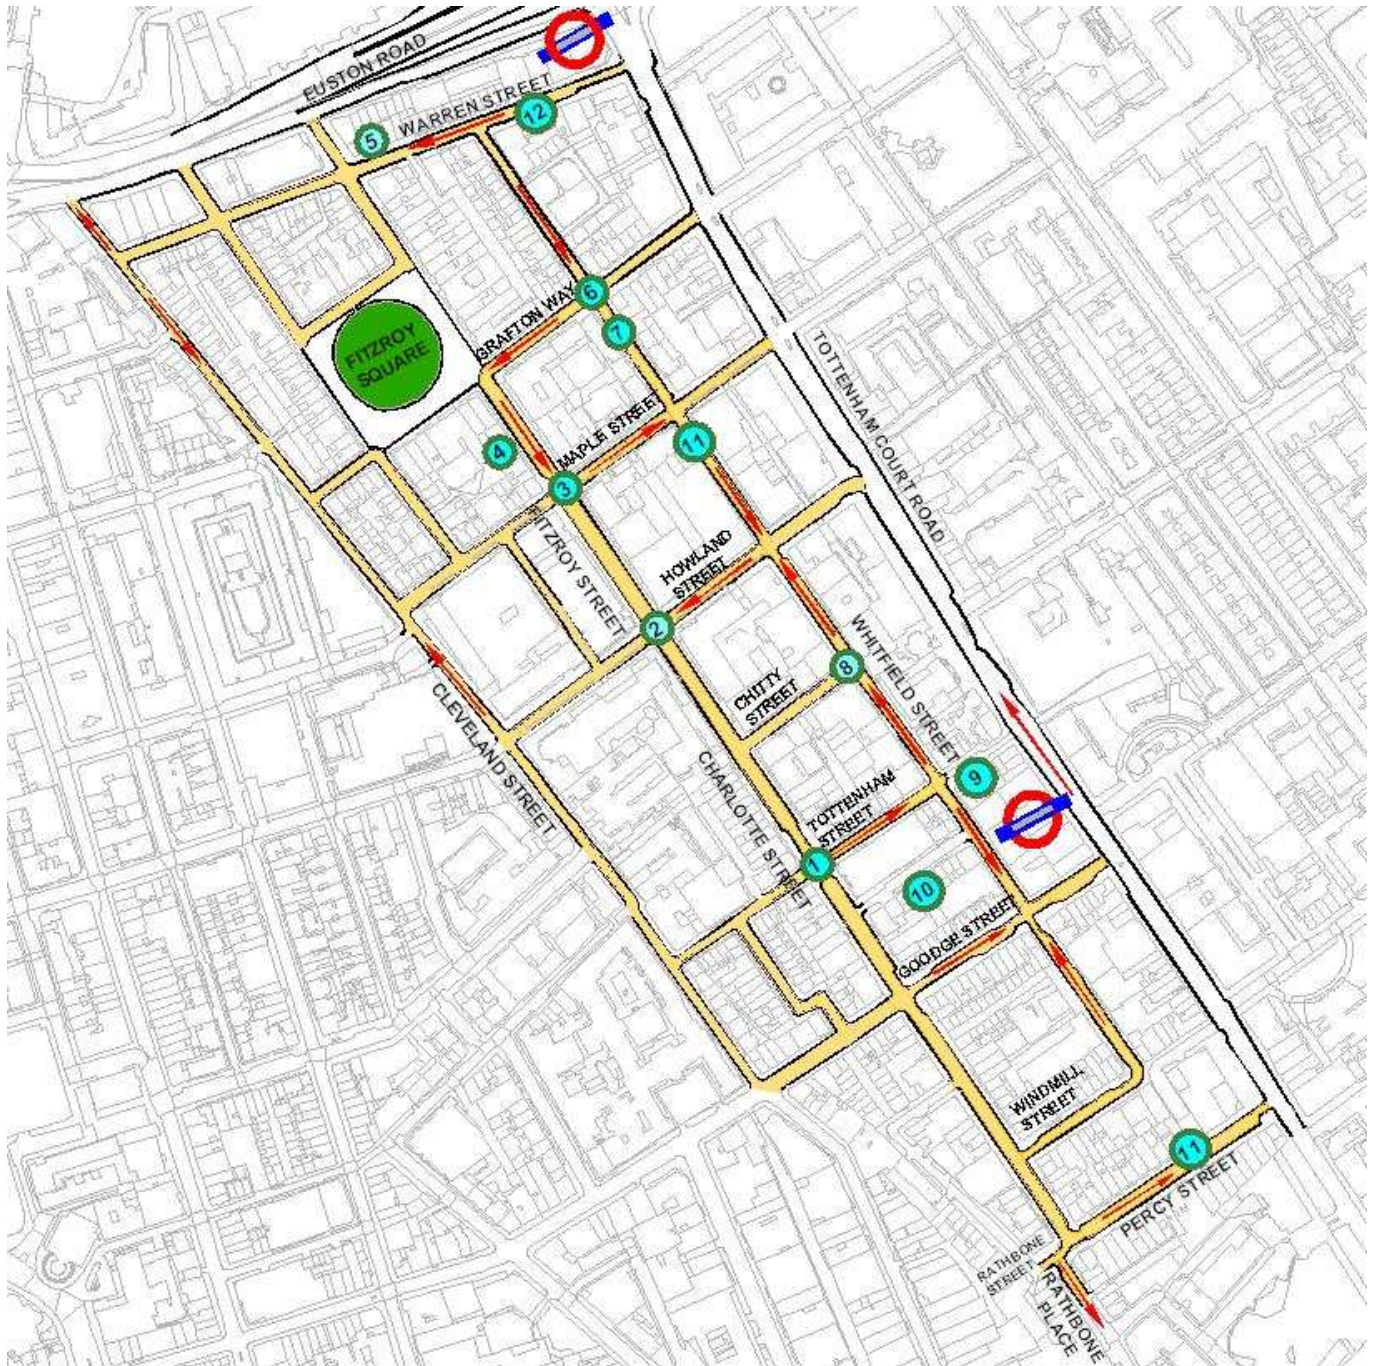 EUSTON ROAD
WARREN STREET
12
5
6
GRAFTON WAY
7
FITZROY
SQUARE
TOTTENHAM COURT ROAD
MAPLE STREET
11
4
3
FITZROY STREET
HOWLAND
STREET
2
WHITFIELD STREET
8
CHITTY
STREET
CLEVELAND STREET
CHARLOTTE STREET
9
TOTTENHAM
STREET
1
10
GOODGE STREET
WINDMILL
STREET
11
PERCY STREET
RATHBONE
STREET
RATHBONE
PLACE